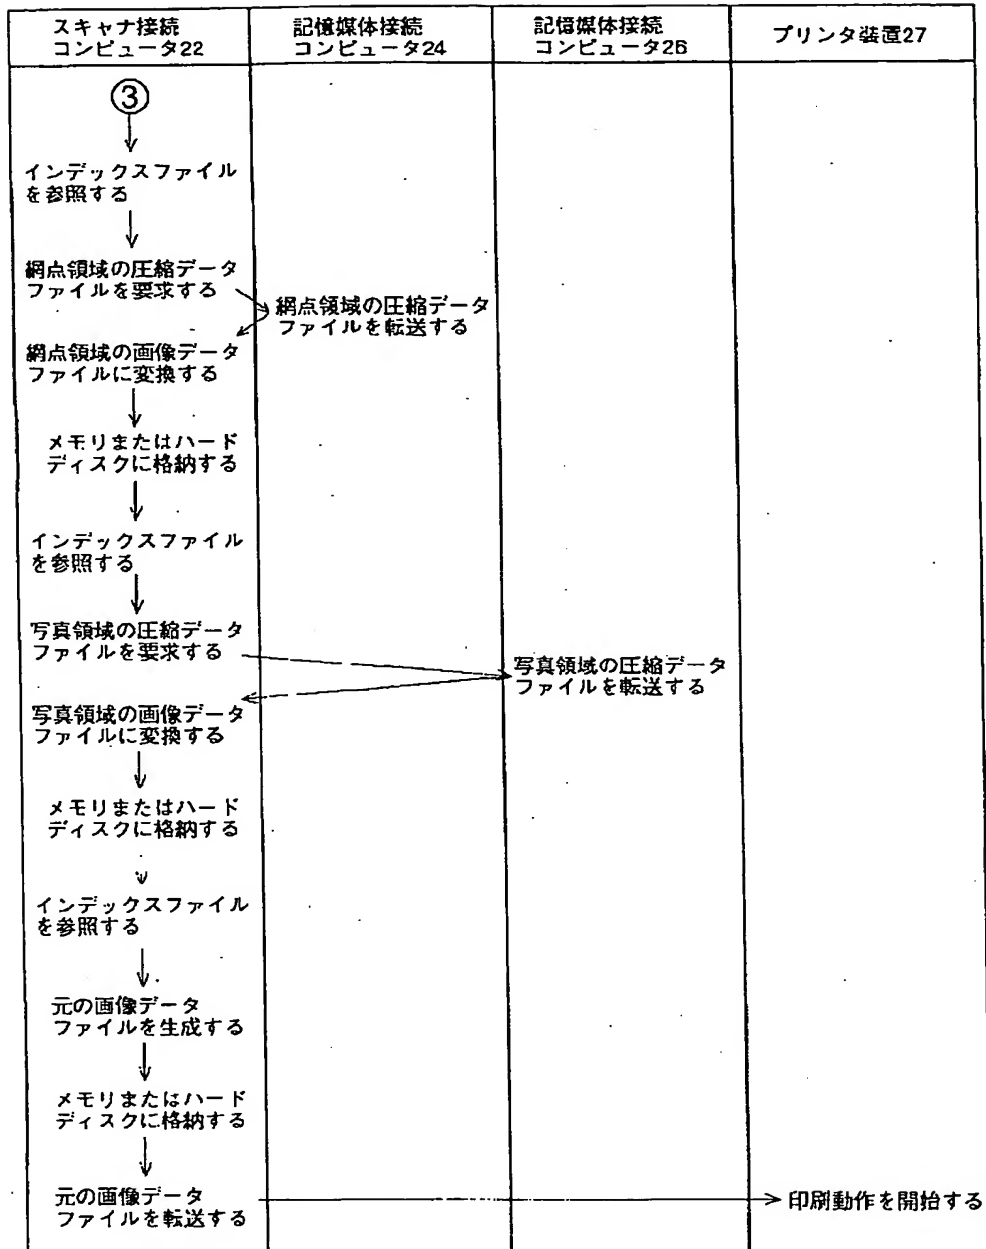 スキャナ接続
コンピュータ22
記憶媒体接続
コンピュータ24
記憶媒体接続
コンピュータ26
プリンタ装置27
③
インデックスファイル
を参照する
網点領域の圧縮データ
ファイルを要求する
網点領域の圧縮データ
ファイルを転送する
網点領域の画像データ
ファイルに変換する
メモリまたはハード
ディスクに格納する
インデックスファイル
を参照する
写真領域の圧縮データ
ファイルを要求する
写真領域の圧縮データ
ファイルを転送する
写真領域の画像データ
ファイルに変換する
メモリまたはハード
ディスクに格納する
インデックスファイル
を参照する
元の画像データ
ファイルを生成する
メモリまたはハード
ディスクに格納する
元の画像データ
ファイルを転送する
印刷動作を開始する